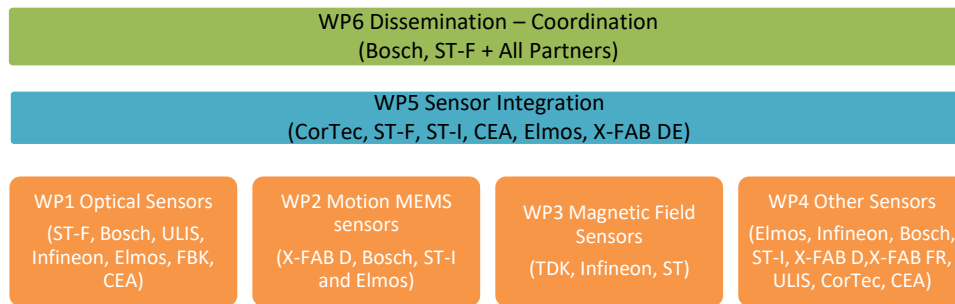 WP6 Dissemination – Coordination
(Bosch, ST-F + All Partners)
WP5 Sensor Integration
(CorTec, ST-F, ST-I, CEA, Elmos, X-FAB DE)
WP1 Optical Sensors
(ST-F, Bosch, ULIS,
Infineon, Elmos, FBK,
CEA)
WP2 Motion MEMS
sensors
(X-FAB D, Bosch, ST-I
and Elmos)
WP3 Magnetic Field
Sensors
(TDK, Infineon, ST)
WP4 Other Sensors
(Elmos, Infineon, Bosch,
ST-I, X-FAB D,X-FAB FR,
ULIS, CorTec, CEA)